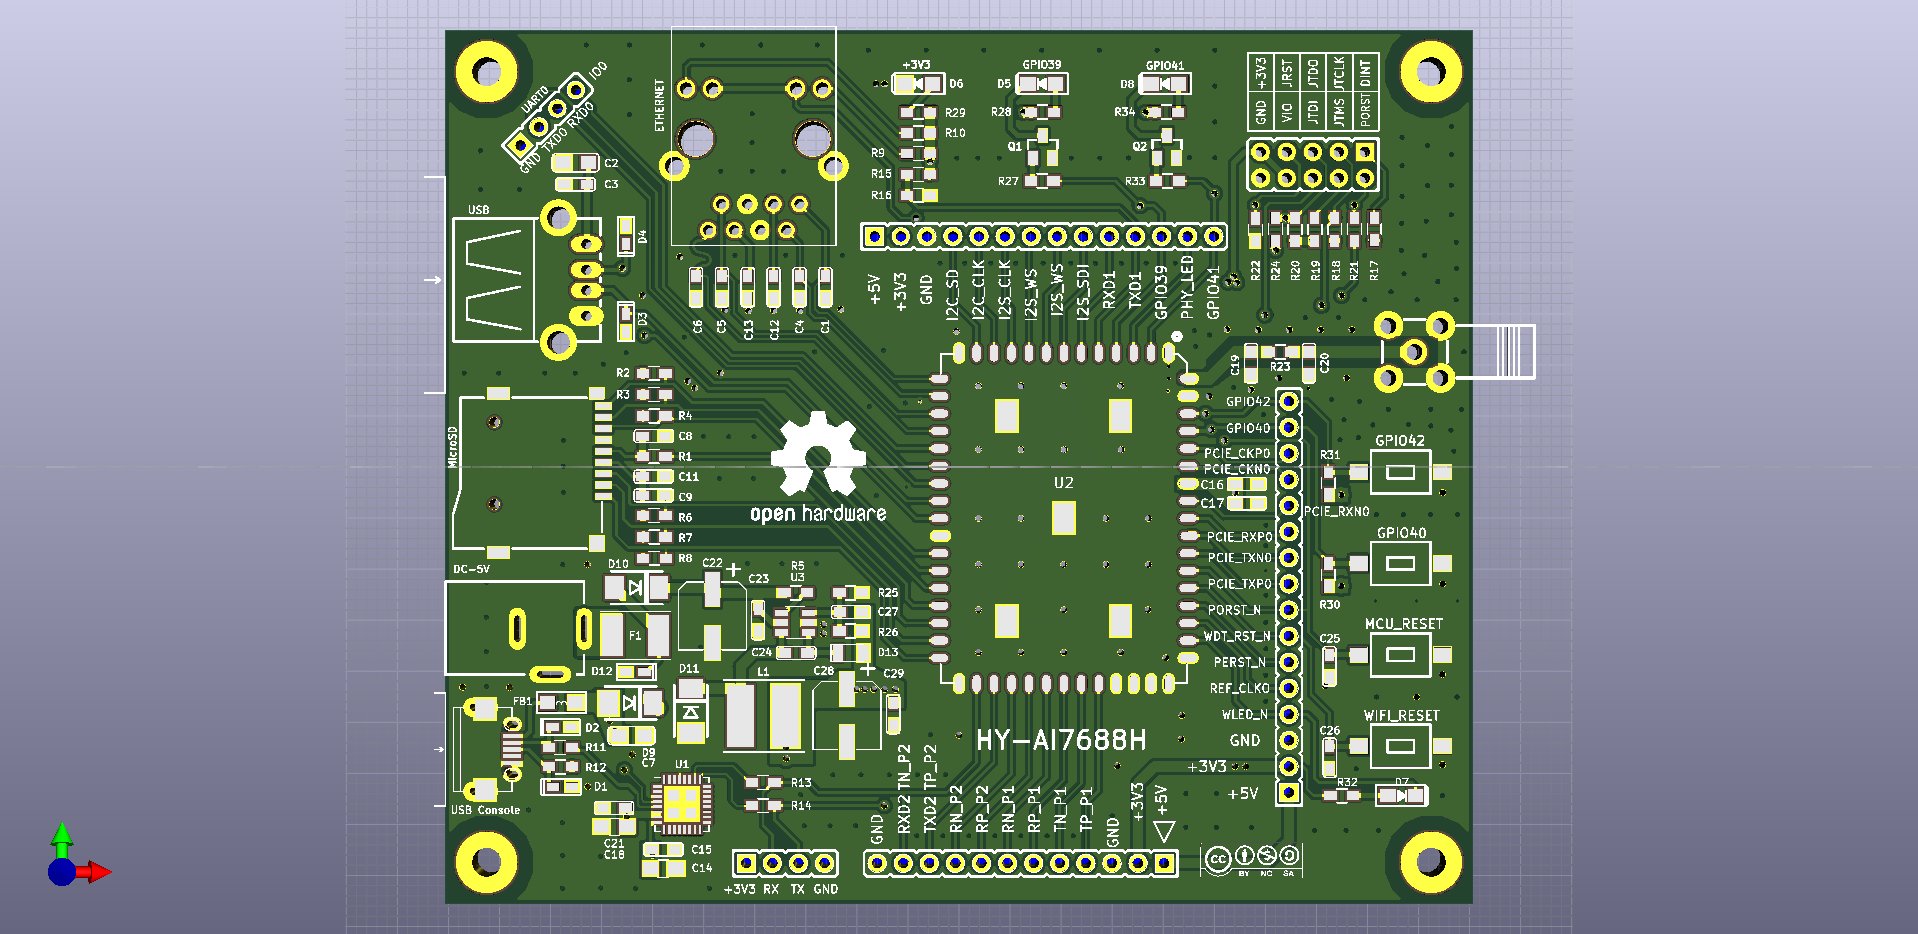 IOO
UART0
RXD0
TXD0
GND
C2
C3
ETHERNET
+3V3
D6
R29
R10
R9
R15
R16
GPIO39
D5
R28
Q1
R27
GPIO41
D8
R34
Q2
R33
+3V3 JRST JTDO JTCLK DINT
GND VIO JTDI JTMS PORST
R22 R24 R20 R19 R18 R21 R17
USB
D4
D3
C6 C5 C13 C12 C4 C1
+5V
+3V3
GND
I2C_SD
I2C_CLK
I2S_CLK
I2S_WS
I2S_WS
I2S_SDI
RXD1
TXD1
GPIO39
PHY_LED
GPIO41
C19
R23
C20
R2
R3
R4
C8
R1
C11
C9
R6
R7
R8
MicroSD
open hardware
U2
GPIO42
GPIO40
PCIE_CKP0
PCIE_CKN0
C16
C17
PCIE_RXN0
PCIE_RXP0
PCIE_TXN0
PCIE_TXP0
PORST_N
WDT_RST_N
PERST_N
REF_CLKO
WLED_N
GND
+3V3
+5V
R31
GPIO42
GPIO40
R30
MCU_RESET
C25
WIFI_RESET
C26
R32
D7
DC-5V
D10
C22
+
C23
R5
U3
R25
C27
R26
D13
C24
F1
D12
D11
L1
C28
+
C29
FB1
D2
R11
R12
D1
D9
C7
USB Console
U1
R13
R14
C21
C18
C15
C14
+3V3 RX TX GND
HY-AI7688H
GND
RXD2 TN_P2
TXD2 TP_P2
RN_P2
RP_P2
RN_P1
RP_P1
TN_P1
TP_P1
GND
+3V3
+5V
CC
BY NC SA